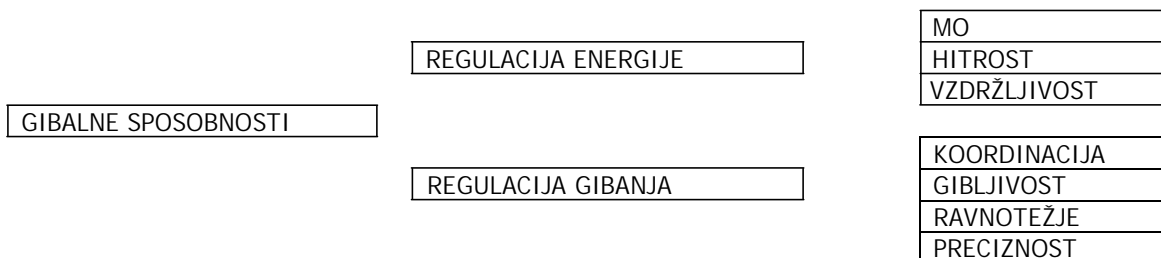 MO
REGULACIJA ENERGIJE
HITROST
VZDRŽLJIVOST
GIBALNE SPOSOBNOSTI
KOORDINACIJA
REGULACIJA GIBANJA
GIBLJIVOST
RAVNOTEŽJE
PRECIZNOST